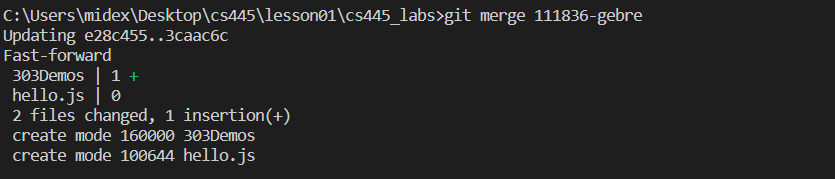 C:\Users\midex\Desktop\cs445\lesson01\cs445_labs>git merge 111836-gebre
Updating e28c455..3caac6c
Fast-forward
 303Demos | 1 +
 hello.js | 0
 2 files changed, 1 insertion(+)
 create mode 160000 303Demos
 create mode 100644 hello.js